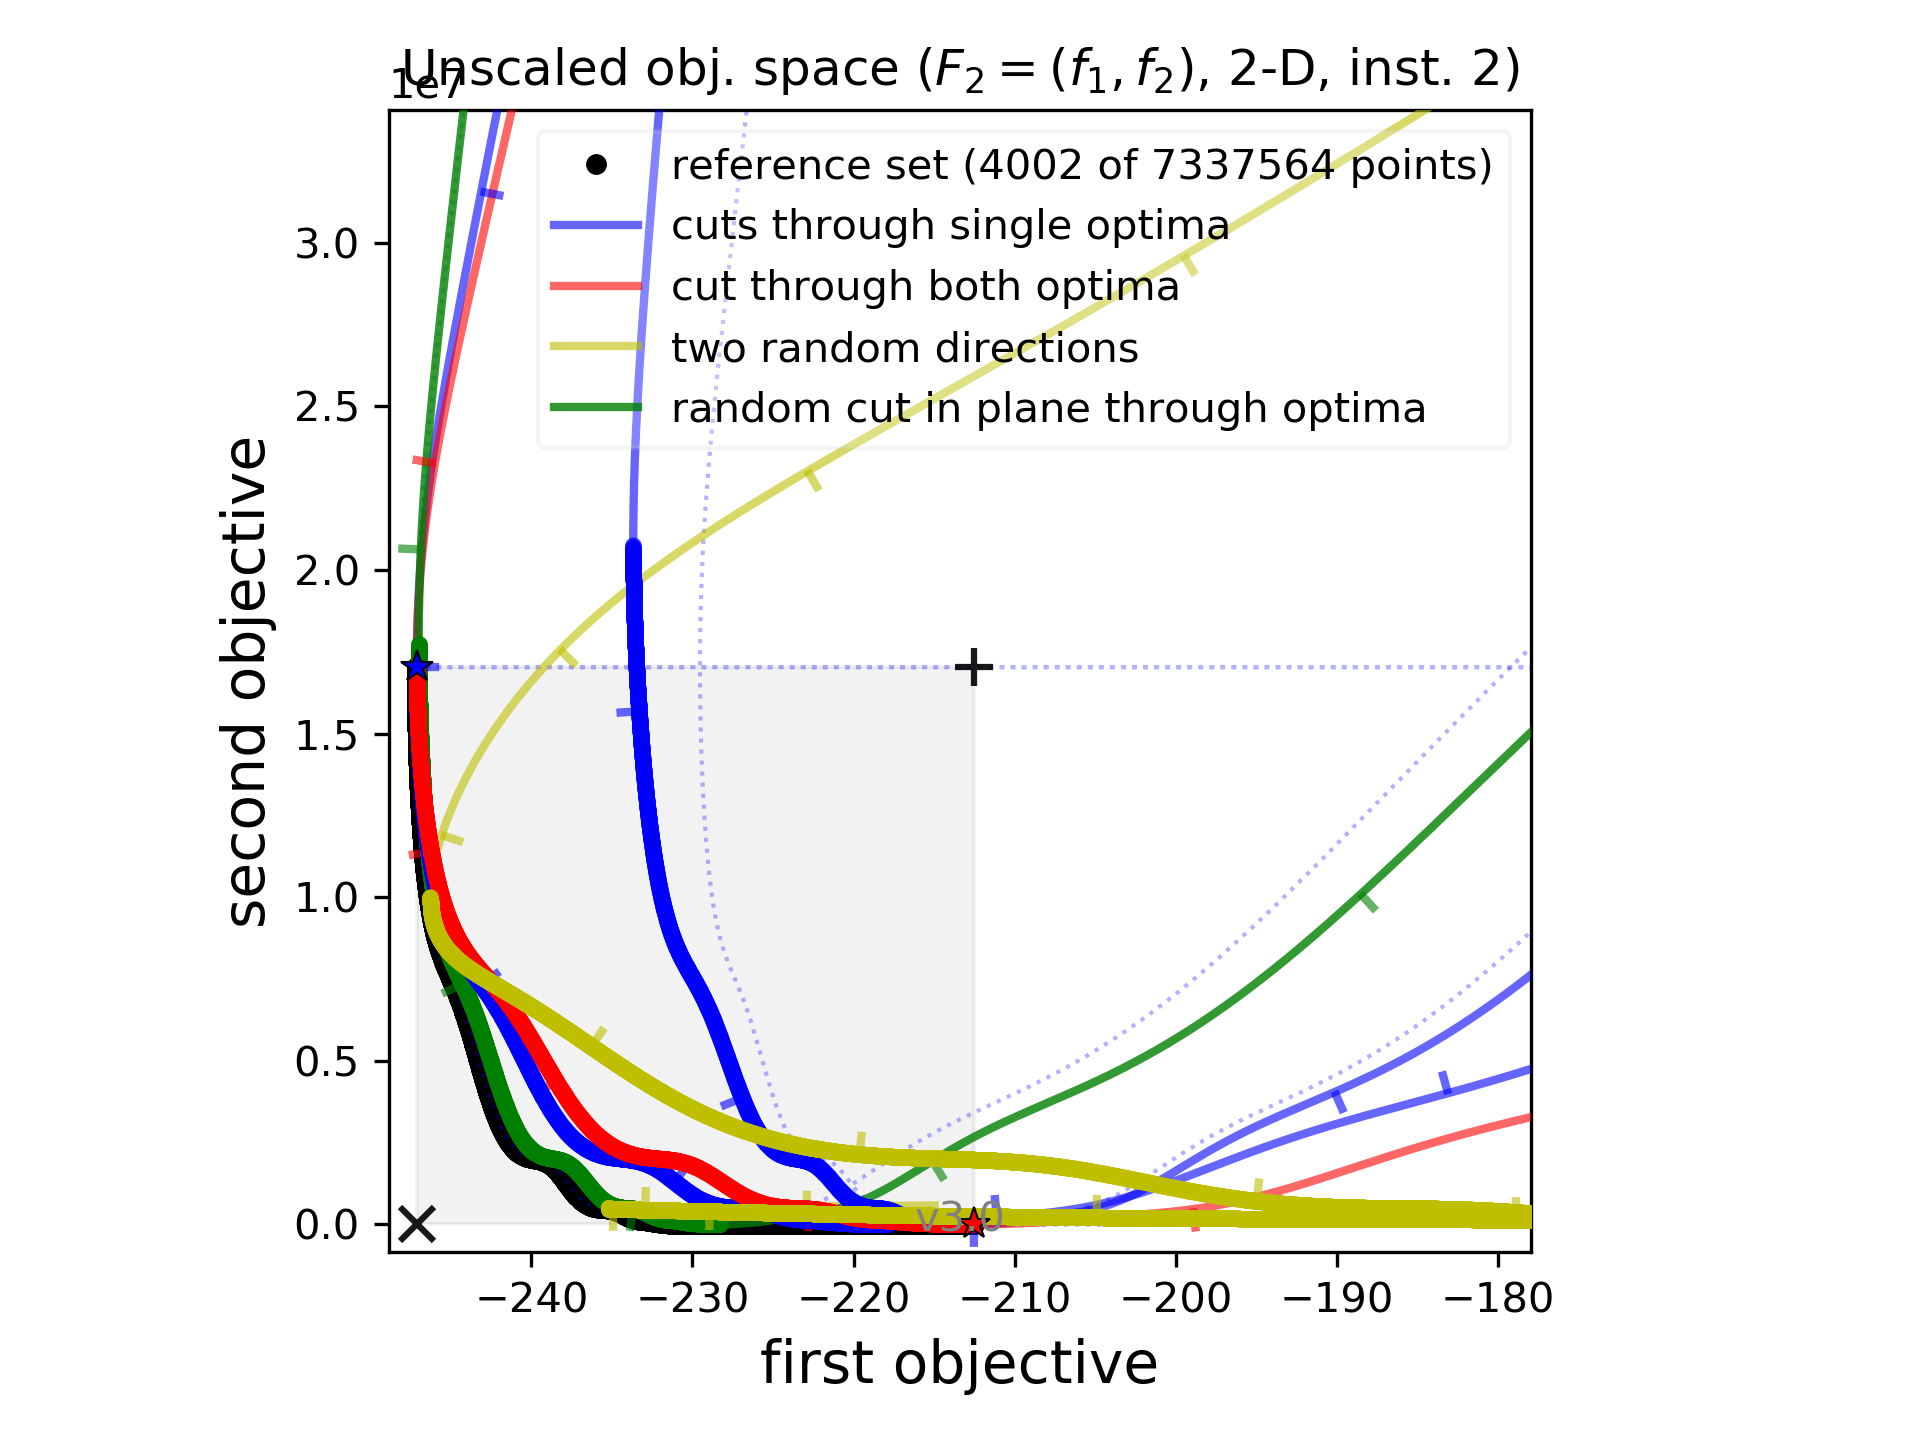 Unscaled obj. space (F₂ = (f₁, f₂), 2-D, inst. 2)
1e7
reference set (4002 of 7337564 points)
cuts through single optima
cut through both optima
two random directions
random cut in plane through optima
3.0
2.5
2.0
1.5
1.0
0.5
0.0
second objective
v3.0
−240 −230 −220 −210 −200 −190 −180
first objective